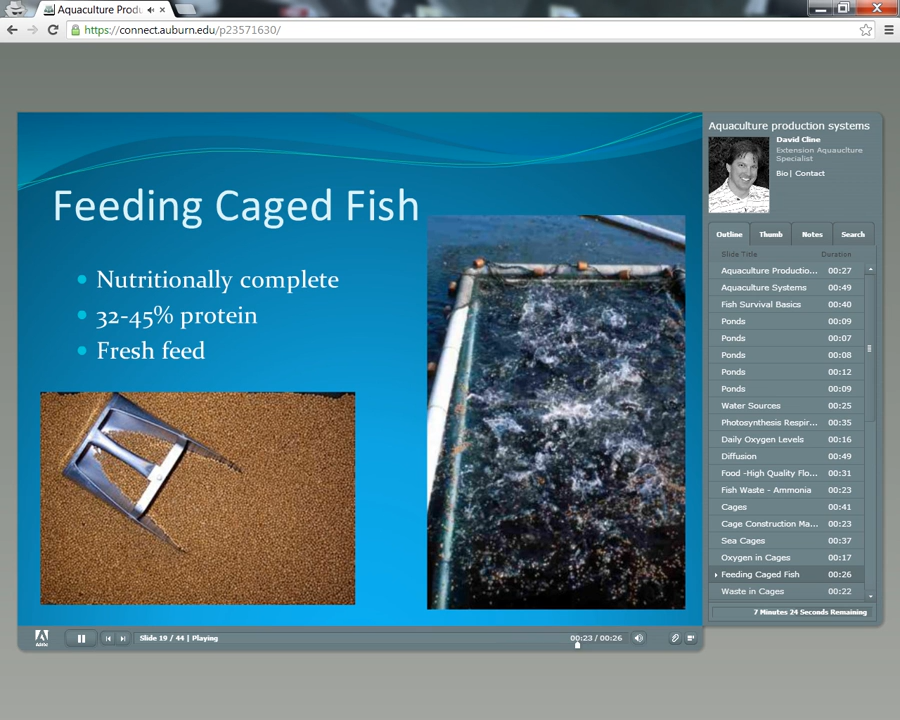 Aquaculture Produ
https://connect.auburn.edu/p23571630/
Feeding Caged Fish
Nutritionally complete
32-45% protein
Fresh feed
Aquaculture production systems
David Cline
Extension Aquauclture
Specialist
Bio| Contact
Outline Thumb Notes Search
Slide Title Duration
Aquaculture Productio... 00:27
Aquaculture Systems 00:49
Fish Survival Basics 00:40
Ponds 00:09
Ponds 00:07
Ponds 00:08
Ponds 00:12
Ponds 00:09
Water Sources 00:25
Photosynthesis Respir... 00:35
Daily Oxygen Levels 00:16
Diffusion 00:49
Food -High Quality Flo... 00:31
Fish Waste - Ammonia 00:23
Cages 00:41
Cage Construction Ma... 00:23
Sea Cages 00:37
Oxygen in Cages 00:17
Feeding Caged Fish 00:26
Waste in Cages 00:22
7 Minutes 24 Seconds Remaining
Adobe
Slide 19 / 44 | Playing
00:23 / 00:26